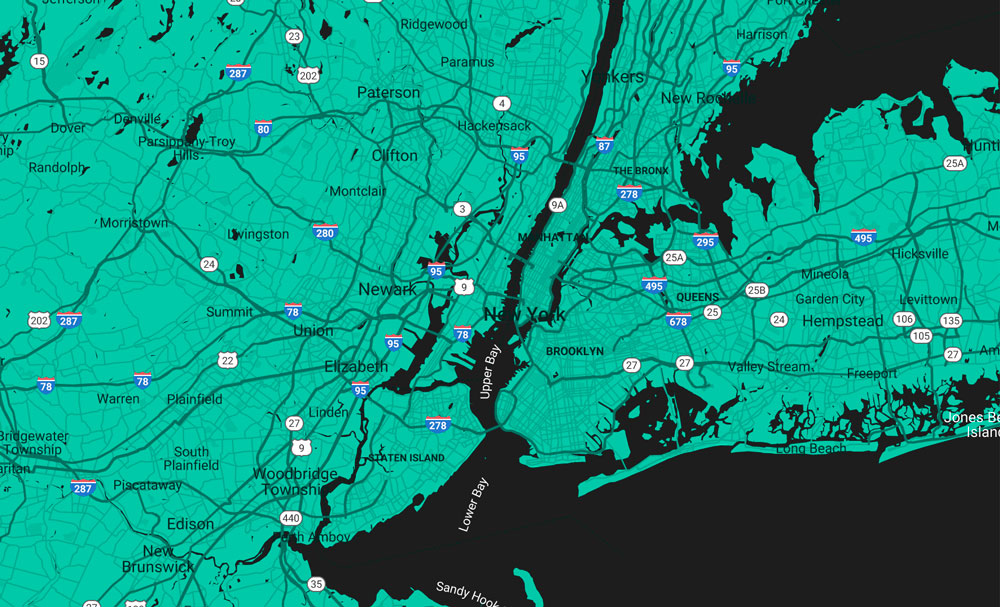 Jefferson
Ridgewood
23
Harrison
15
Paramus
95
287
202
Yonkers
Paterson
4
New Rochelle
Hackensack
Denville
Dover
80
Parsippany-Troy
Hills
87
Clifton
95
25A
Randolph
THE BRONX
278
Montclair
3
9A
Morristown
280
Livingston
MANHATTAN
295
495
Hicksville
24
95
25A
Mineola
Newark
9
495
25B
QUEENS
Garden City
Levittown
Summit
78
New York
25
202
287
678
24
Hempstead
106
135
Union
78
105
95
BROOKLYN
22
Upper Bay
27
Elizabeth
27
27
Valley Stream
Freeport
78
78
95
Warren
Plainfield
Linden
Jones Be
Island
27
278
Bridgewater
Township
9
Long Beach
South
Plainfield
STATEN ISLAND
Woodbridge
Township
287
Piscataway
Lower Bay
440
Edison
New
Brunswick
35
Sandy Hook